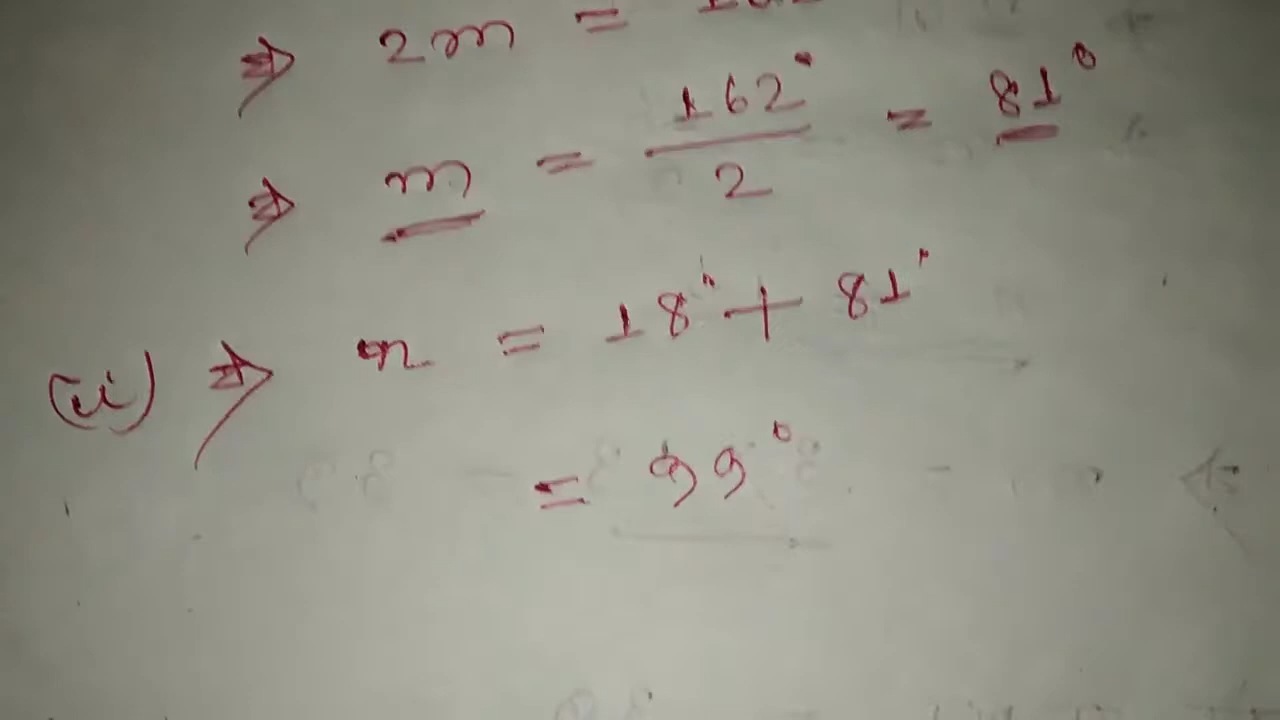 ⇒ 2m =
⇒ m = 162°/2 = 81°
(ii) ⇒ n = 18° + 81°
= 99°